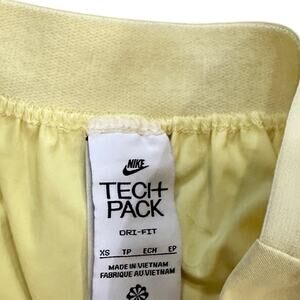 NIKE
TECH+
PACK
DRI-FIT
XS TP ECH EP
MADE IN VIETNAM
FABRIQUÉ AU VIETNAM